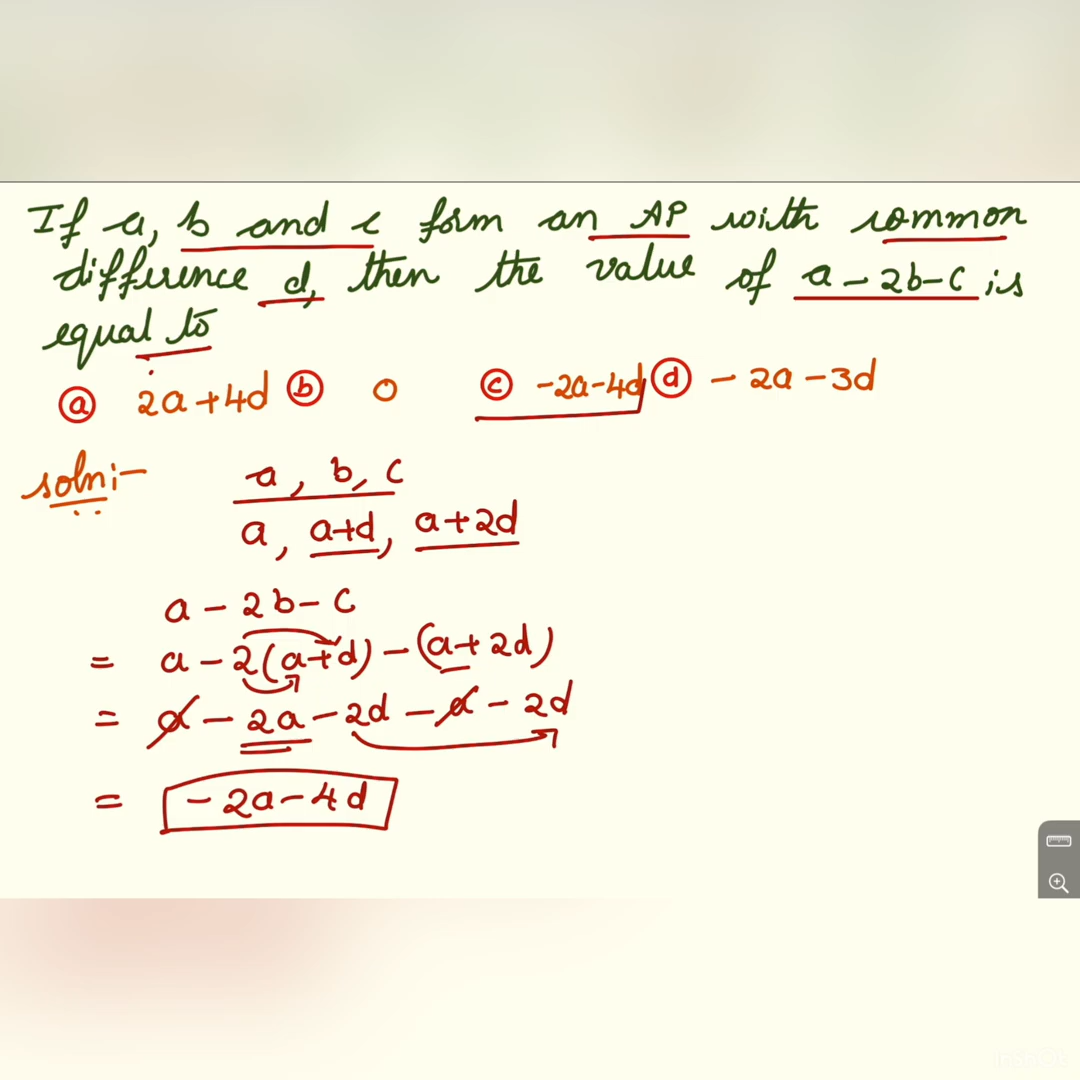 If a, b and c form an AP with common
difference d, then the value of a - 2b - c is
equal to
(a) 2a + 4d (b) 0 (c) -2a - 4d (d) - 2a - 3d
soln :-
a, b, c
a, a+d, a+2d
a - 2b - c
= a - 2(a+d) - (a + 2d)
= a - 2a - 2d - a - 2d
= - 2a - 4d